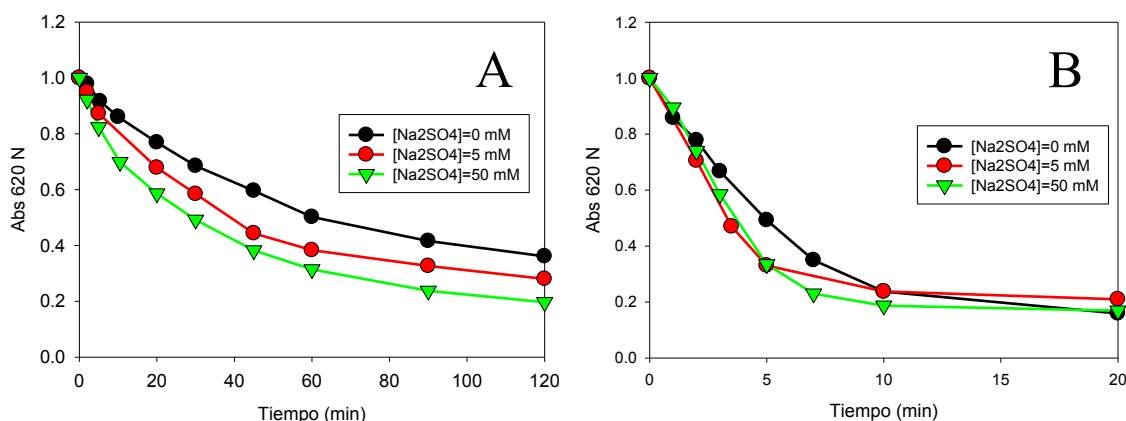 A
1.2
1.0
0.8
0.6
0.4
0.2
0.0
Abs 620 N
[Na2SO4]=0 mM
[Na2SO4]=5 mM
[Na2SO4]=50 mM
0 20 40 60 80 100 120
Tiempo (min)
B
1.2
1.0
0.8
0.6
0.4
0.2
0.0
Abs 620 N
[Na2SO4]=0 mM
[Na2SO4]=5 mM
[Na2SO4]=50 mM
0 5 10 15 20
Tiempo (min)